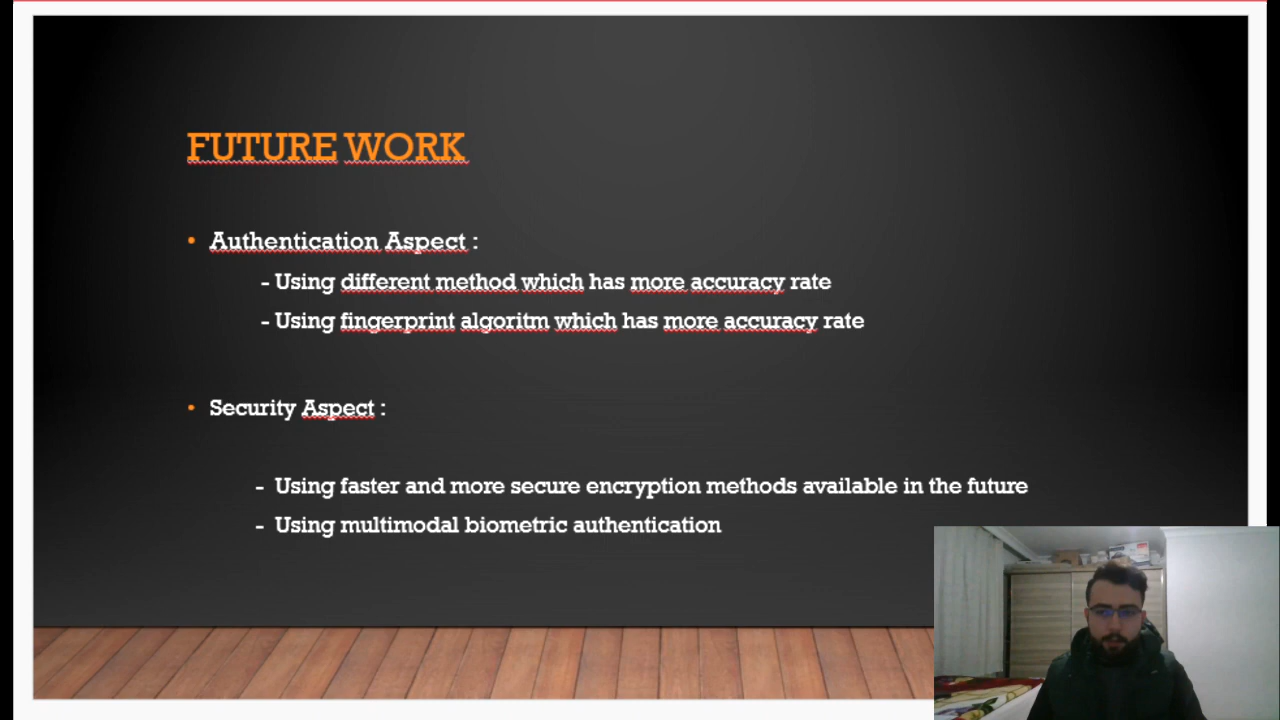 FUTURE WORK
• Authentication Aspect :
- Using different method which has more accuracy rate
- Using fingerprint algoritm which has more accuracy rate
• Security Aspect :
- Using faster and more secure encryption methods available in the future
- Using multimodal biometric authentication